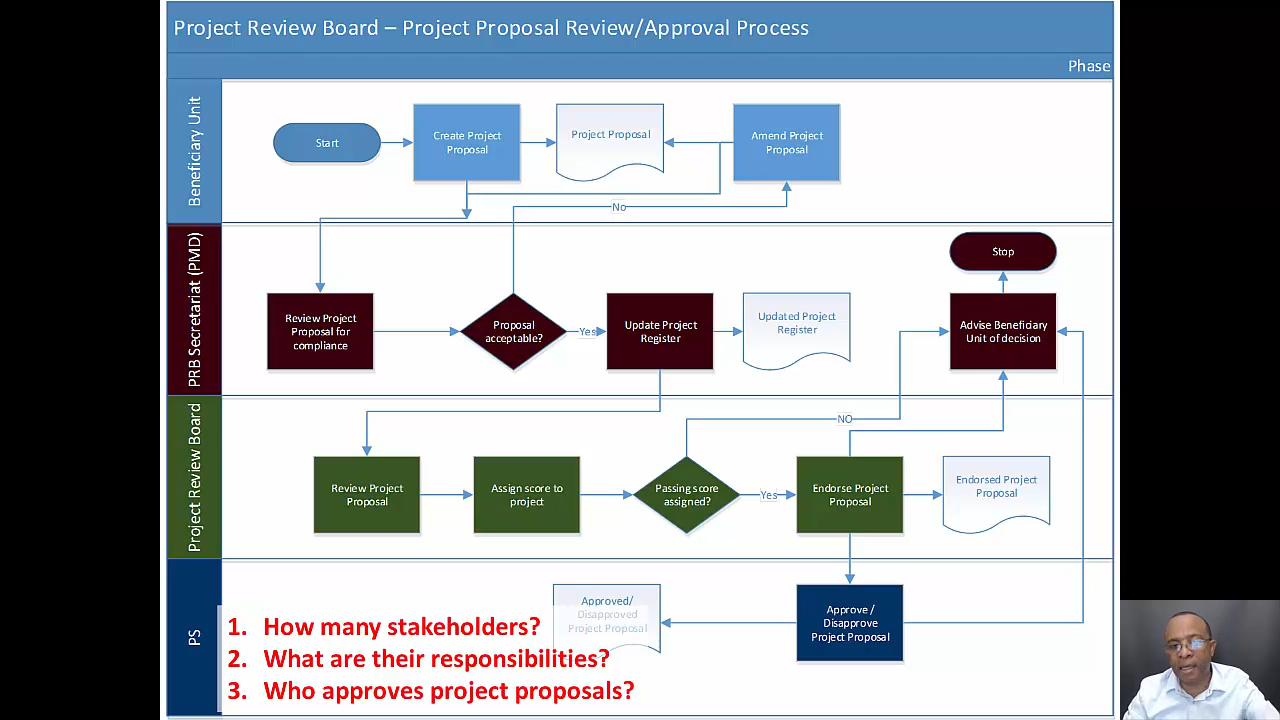 Project Review Board – Project Proposal Review/Approval Process
Phase
Beneficiary Unit
Start
Create Project
Proposal
Project Proposal
Amend Project
Proposal
No
PRB Secretariat (PMD)
Stop
Review Project
Proposal for
compliance
Proposal
acceptable?
Yes
Update Project
Register
Updated Project
Register
Advise Beneficiary
Unit of decision
Project Review Board
NO
Review Project
Proposal
Assign score to
project
Passing score
assigned?
Yes
Endorse Project
Proposal
Endorsed Project
Proposal
PS
Approved/
Disapproved
Project Proposal
Approve /
Disapprove
Project Proposal
1. How many stakeholders?
2. What are their responsibilities?
3. Who approves project proposals?